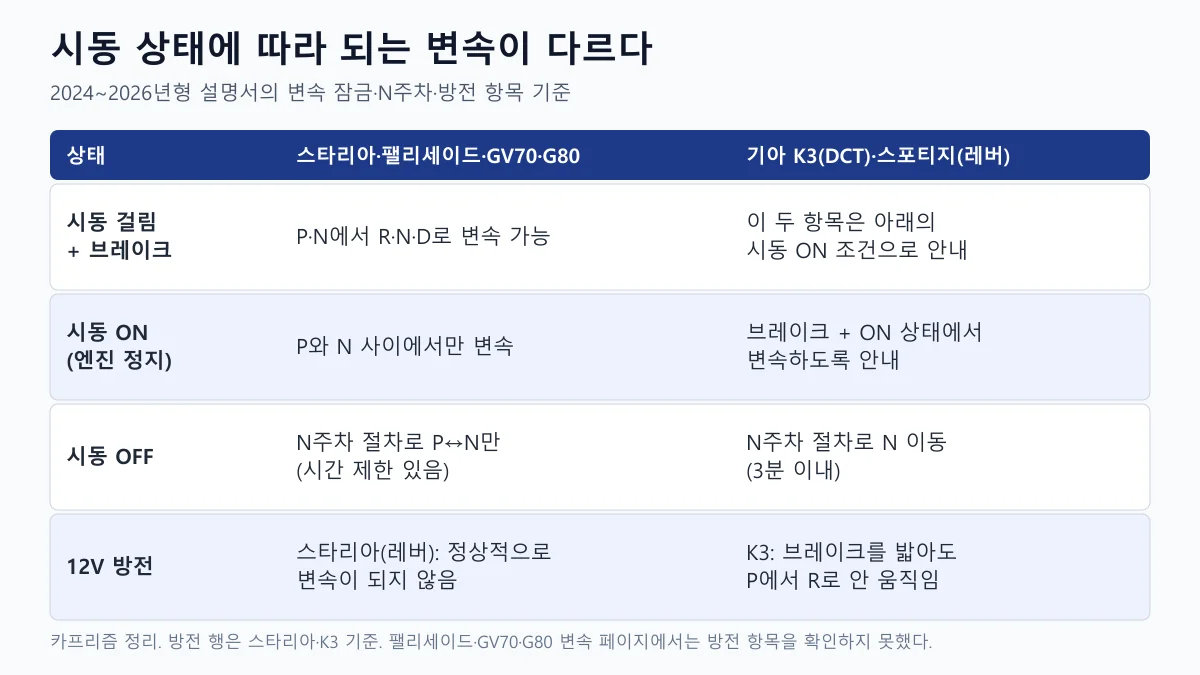 시동 상태에 따라 되는 변속이 다르다
2024~2026년형 설명서의 변속 잠금·N주차·방전 항목 기준
상태
스타리아·팰리세이드·GV70·G80
기아 K3(DCT)·스포티지(레버)
시동 걸림
+ 브레이크
P·N에서 R·N·D로 변속 가능
이 두 항목은 아래의
시동 ON 조건으로 안내
시동 ON
(엔진 정지)
P와 N 사이에서만 변속
브레이크 + ON 상태에서
변속하도록 안내
시동 OFF
N주차 절차로 P↔N만
(시간 제한 있음)
N주차 절차로 N 이동
(3분 이내)
12V 방전
스타리아(레버): 정상적으로
변속이 되지 않음
K3: 브레이크를 밟아도
P에서 R로 안 움직임
카프리즘 정리. 방전 행은 스타리아·K3 기준. 팰리세이드·GV70·G80 변속 페이지에서는 방전 항목을 확인하지 못했다.